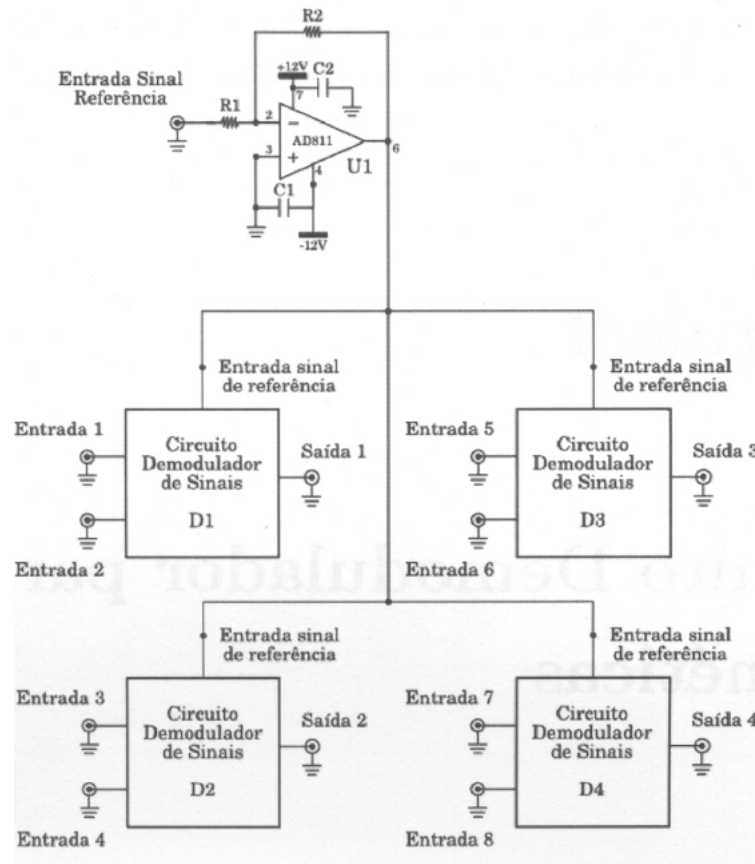 R2
+12V
C2
Entrada Sinal
Referência
R1
7
2
−
AD811
6
3
+
U1
4
C1
-12V
Entrada sinal
de referência
Entrada sinal
de referência
Entrada 1
Circuito
Demodulador
de Sinais
D1
Saída 1
Entrada 2
Entrada 5
Circuito
Demodulador
de Sinais
D3
Saída 3
Entrada 6
nto Demodulador par
Entrada sinal
de referência
Entrada sinal
de referência
néticas
Entrada 3
Circuito
Demodulador
de Sinais
D2
Saída 2
Entrada 4
Entrada 7
Circuito
Demodulador
de Sinais
D4
Saída 4
Entrada 8